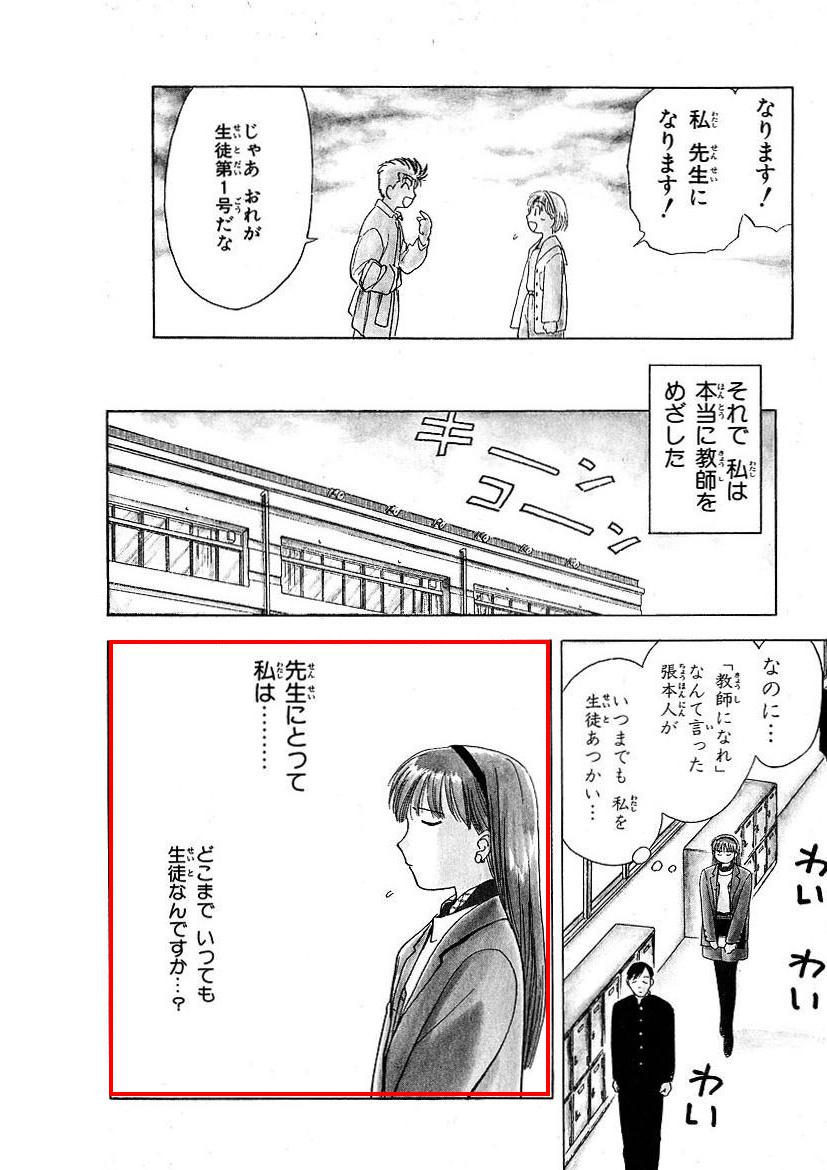 なります！
私 先生に
なります！
じゃあ おれが
生徒第1号だな
それで 私は
本当に教師を
めざした
キーン
コーン
なのに…
「教師になれ」
なんて言った
張本人が
いつまでも 私を
生徒あつかい…
わい
わい
わい
先生にとって
私は………
どこまで いっても
生徒なんですか…？